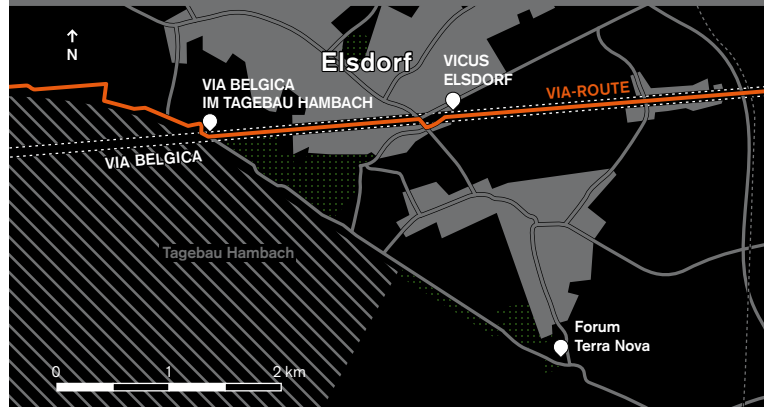 ↑
N
Elsdorf
VICUS
ELSDORF
VIA BELGICA
IM TAGEBAU HAMBACH
VIA-ROUTE
VIA BELGICA
Tagebau Hambach
Forum
Terra Nova
0 1 2 km